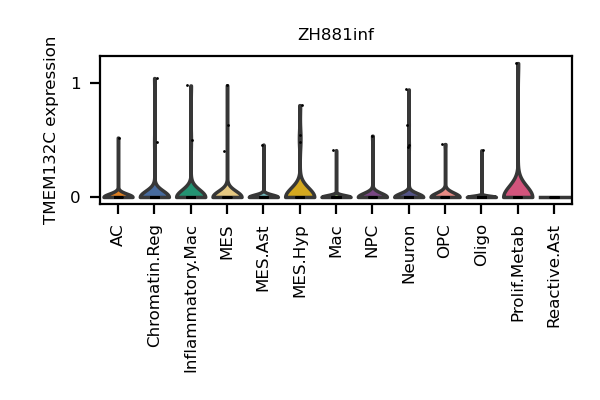 ZH881inf
TMEM132C expression
1
0
AC
Chromatin.Reg
Inflammatory.Mac
MES
MES.Ast
MES.Hyp
Mac
NPC
Neuron
OPC
Oligo
Prolif.Metab
Reactive.Ast